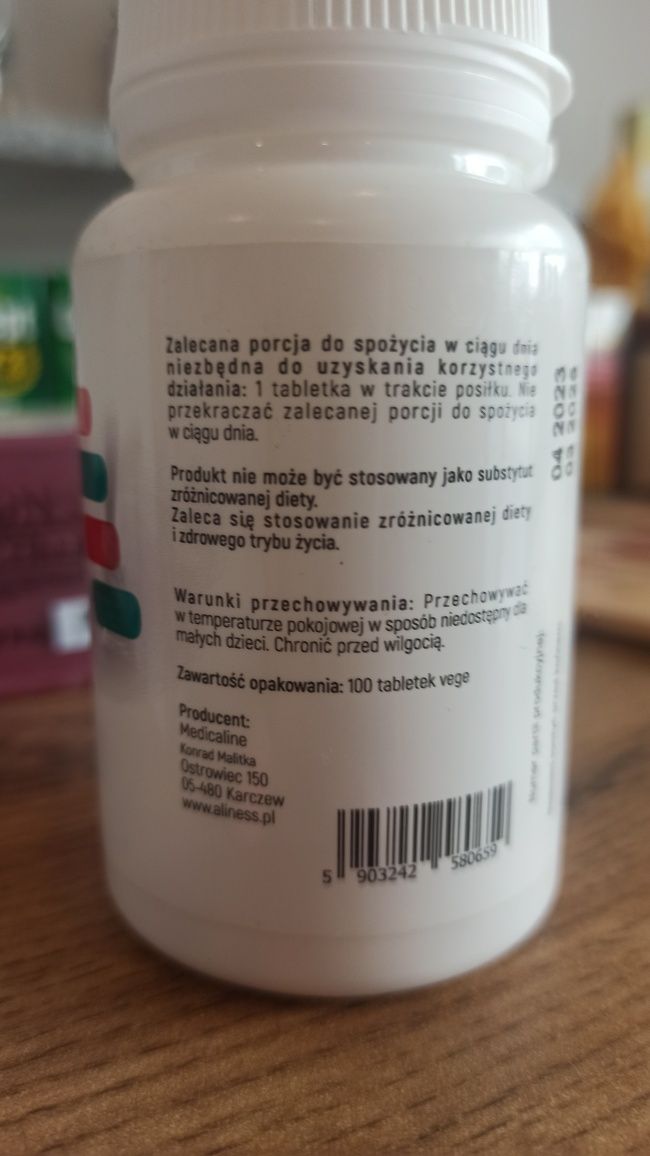 Zalecana porcja do spożycia w ciągu dnia
niezbędna do uzyskania korzystnego
działania: 1 tabletka w trakcie posiłku. Nie
przekraczać zalecanej porcji do spożycia
w ciągu dnia.
Produkt nie może być stosowany jako substytut
zróżnicowanej diety.
Zaleca się stosowanie zróżnicowanej diety
i zdrowego trybu życia.
Warunki przechowywania: Przechowywać
w temperaturze pokojowej w sposób niedostępny dla
małych dzieci. Chronić przed wilgocią.
Zawartość opakowania: 100 tabletek vege
Producent:
Medicaline
Konrad Malitka
Ostrowiec 150
05-480 Karczew
www.aliness.pl
5 903242 580659
04 2023
Numer partii produkcyjnej: